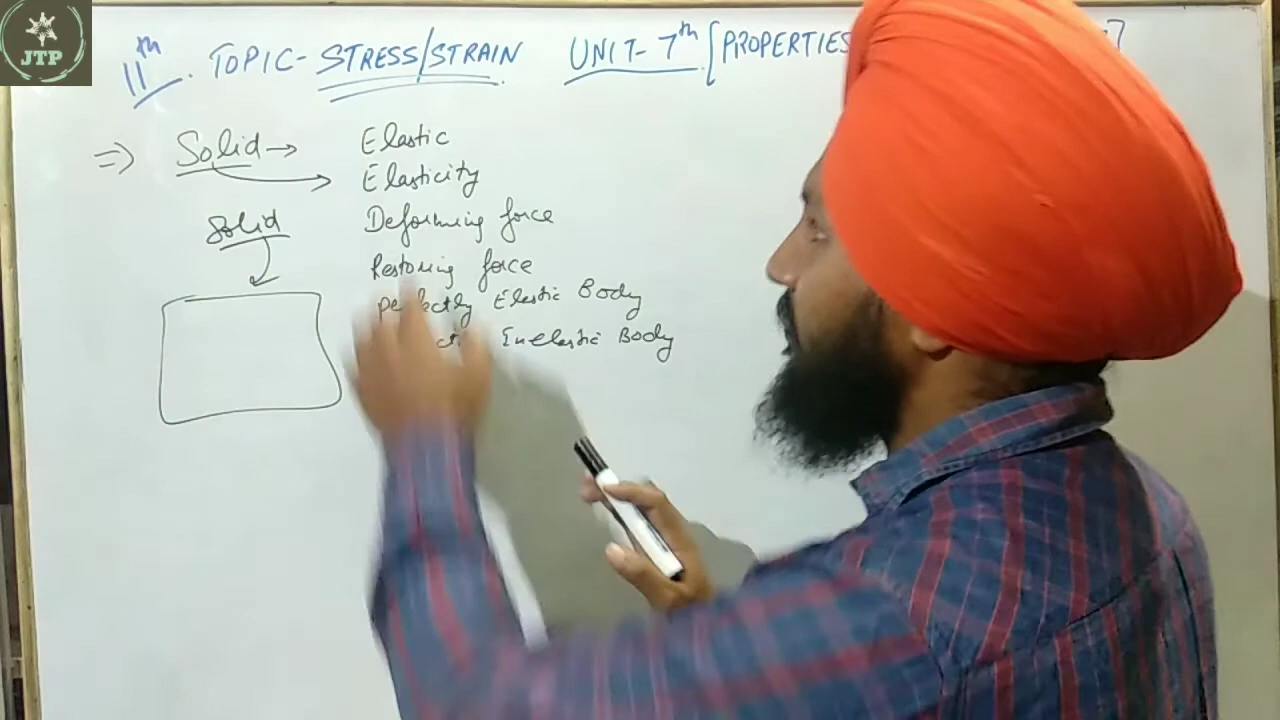 JTP
11th. TOPIC- STRESS/STRAIN UNIT- 7th [PROPERTIES
=> Solid → Elastic
Elasticity
Solid
Deforming force
Restoring force
Perfectly Elastic Body
Inelastic Body